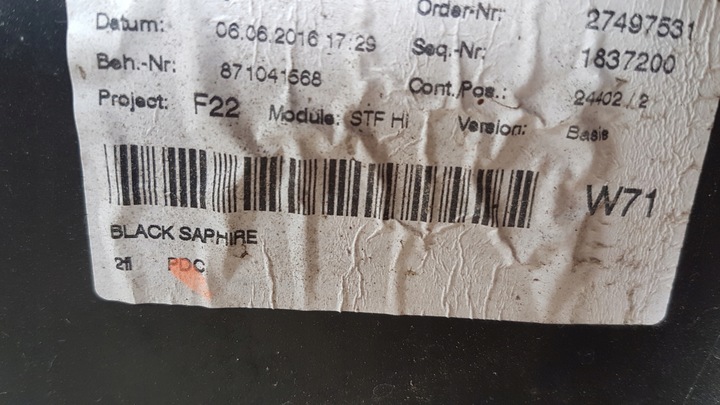 Order-Nr: 27497531
Datum: 06.06.2016 17:29 Seq.-Nr: 1837200
Beh.-Nr: 871041568 Cont.Pos.: 24402 / 2
Project: F22 Module: STF Hi Version: Basis
W71
BLACK SAPHIRE
PDC